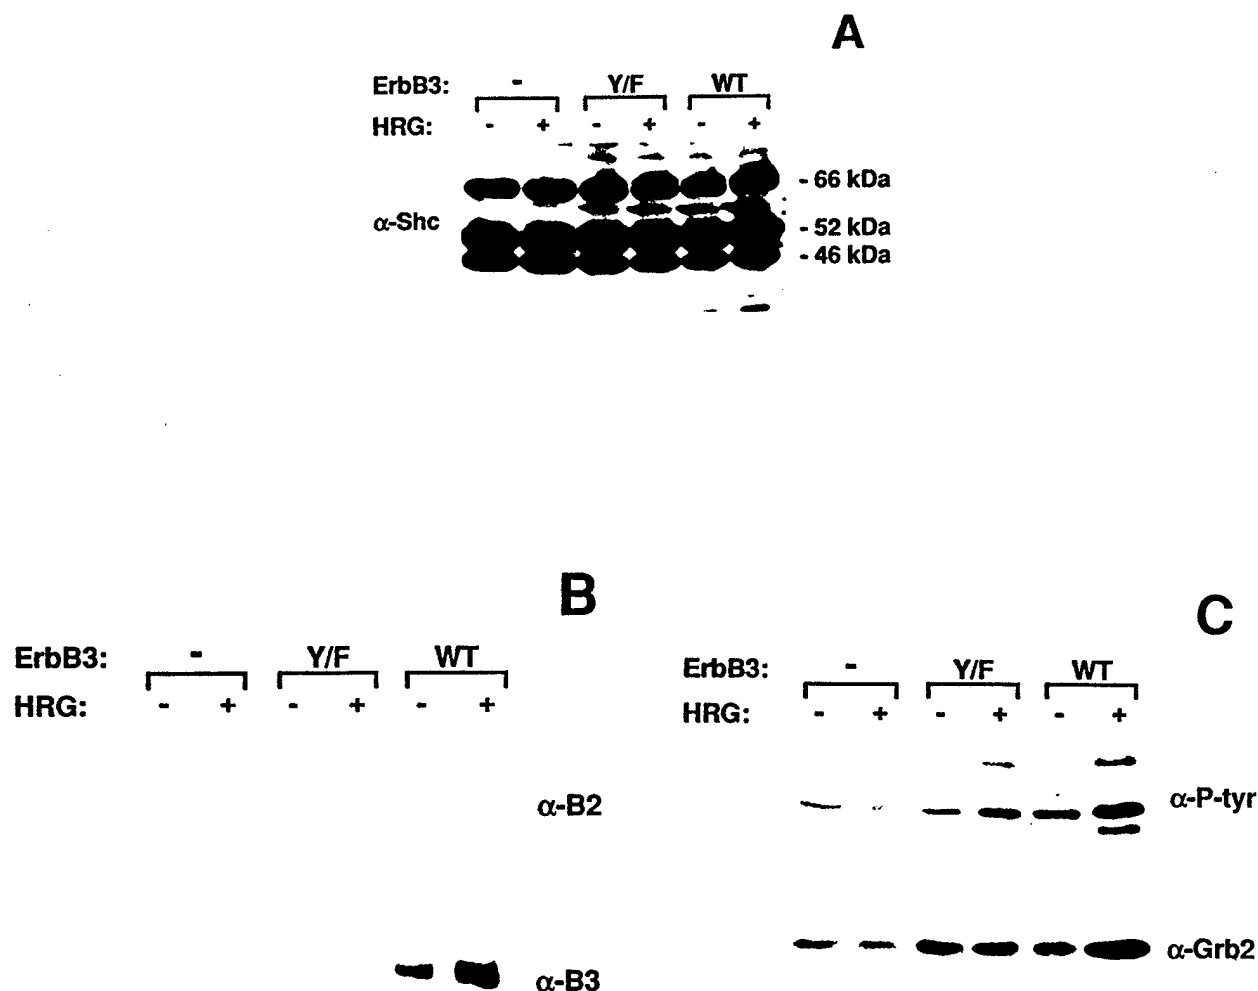 A
ErbB3: - Y/F WT
HRG: - + - + - +
- 66 kDa
α-Shc
- 52 kDa
- 46 kDa
B
ErbB3: - Y/F WT
HRG: - + - + - +
α-B2
α-B3
C
ErbB3: - Y/F WT
HRG: - + - + - +
α-P-tyr
α-Grb2